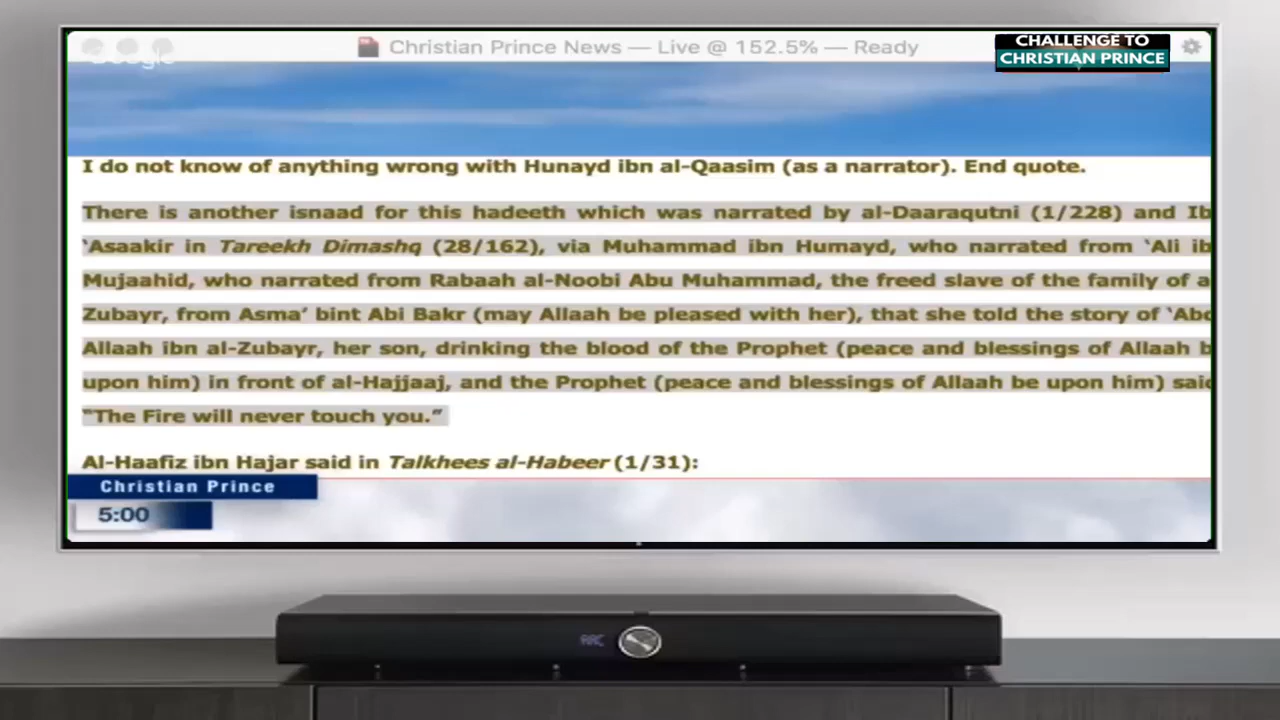 Christian Prince News — Live @ 152.5% — Ready
CHALLENGE TO
CHRISTIAN PRINCE
Google
I do not know of anything wrong with Hunayd ibn al-Qaasim (as a narrator). End quote.
There is another isnaad for this hadeeth which was narrated by al-Daaraqutni (1/228) and Ib
‘Asaakir in Tareekh Dimashq (28/162), via Muhammad ibn Humayd, who narrated from ‘Ali ib
Mujaahid, who narrated from Rabaah al-Noobi Abu Muhammad, the freed slave of the family of a
Zubayr, from Asma’ bint Abi Bakr (may Allaah be pleased with her), that she told the story of ‘Abd
Allaah ibn al-Zubayr, her son, drinking the blood of the Prophet (peace and blessings of Allaah b
upon him) in front of al-Hajjaaj, and the Prophet (peace and blessings of Allaah be upon him) said
“The Fire will never touch you.”
Al-Haafiz ibn Hajar said in Talkhees al-Habeer (1/31):
Christian Prince
5:00
ARC